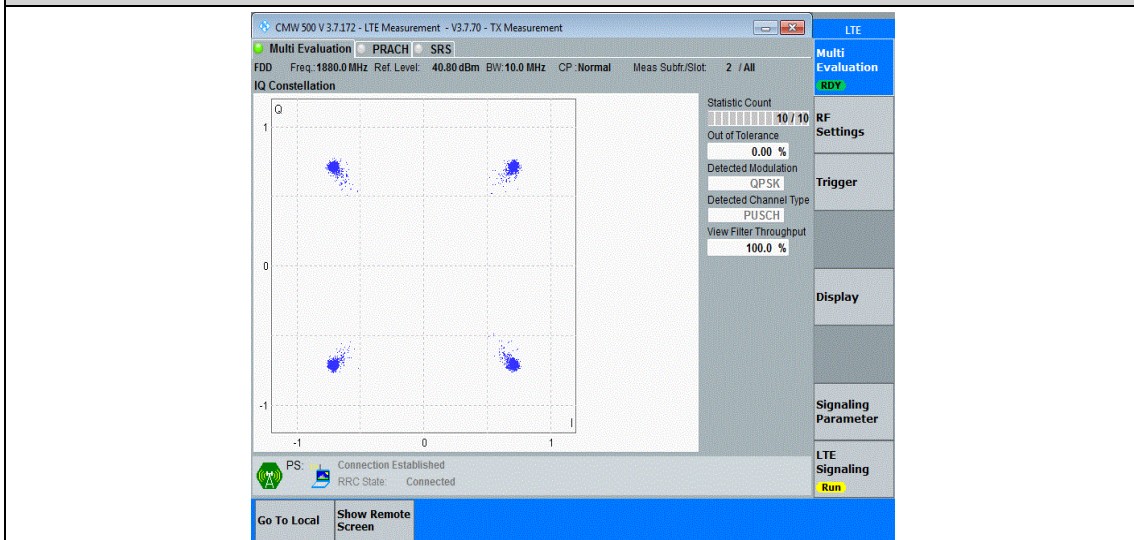 CMW 500 V 3.7.172 - LTE Measurement - V3.7.70 - TX Measurement
LTE
Multi Evaluation PRACH SRS
Multi
Evaluation
RDY
FDD Freq.:1880.0 MHz Ref. Level: 40.80 dBm BW:10.0 MHz CP :Normal Meas Subfr./Slot: 2 / All
IQ Constellation
Q
1
0
-1
-1
0
1
I
Statistic Count
10 / 10
Out of Tolerance
0.00 %
Detected Modulation
QPSK
Detected Channel Type
PUSCH
View Filter Throughput
100.0 %
RF
Settings
Trigger
Display
Signaling
Parameter
LTE
Signaling
Run
PS:
Connection Established
RRC State: Connected
Go To Local
Show Remote
Screen